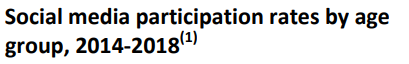 Social media participation rates by age
group, 2014-2018(1)